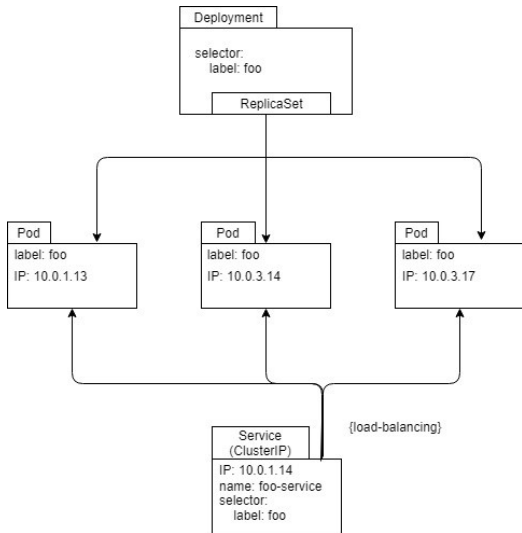 Deployment
selector:
label: foo
ReplicaSet
Pod
label: foo
IP: 10.0.1.13
Pod
label: foo
IP: 10.0.3.14
Pod
label: foo
IP: 10.0.3.17
{load-balancing}
Service
(ClusterIP)
IP: 10.0.1.14
name: foo-service
selector:
label: foo